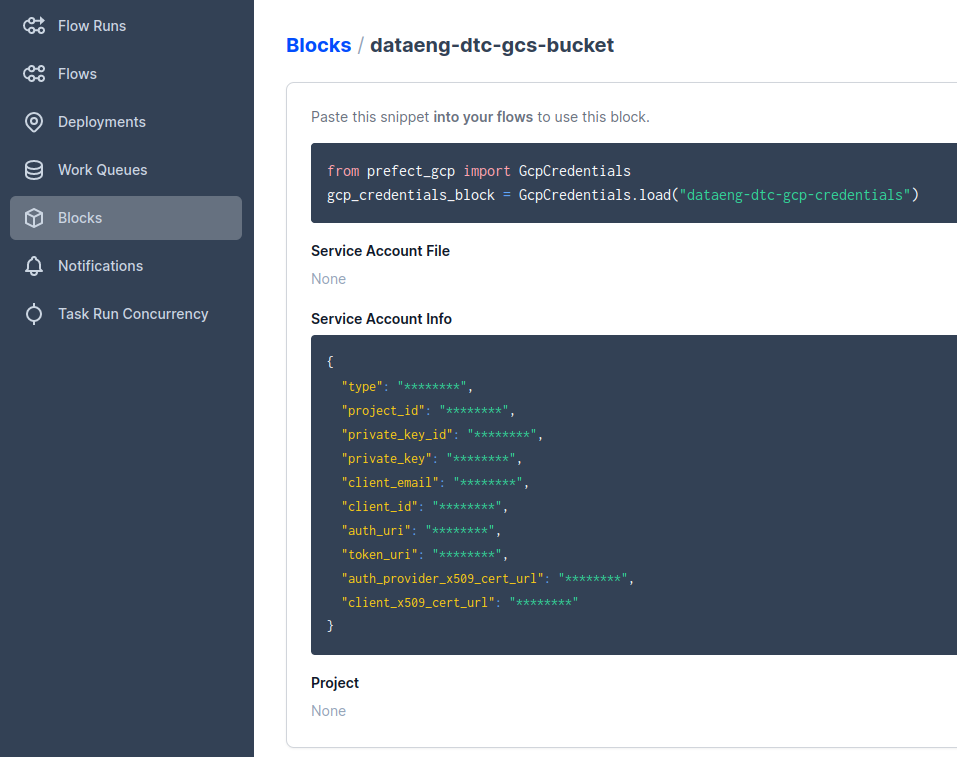 Flow Runs
Flows
Deployments
Work Queues
Blocks
Notifications
Task Run Concurrency
Blocks / dataeng-dtc-gcs-bucket
Paste this snippet into your flows to use this block.
from prefect_gcp import GcpCredentials
gcp_credentials_block = GcpCredentials.load("dataeng-dtc-gcp-credentials")
Service Account File
None
Service Account Info
{
  "type": "********",
  "project_id": "********",
  "private_key_id": "********",
  "private_key": "********",
  "client_email": "********",
  "client_id": "********",
  "auth_uri": "********",
  "token_uri": "********",
  "auth_provider_x509_cert_url": "********",
  "client_x509_cert_url": "********"
}
Project
None